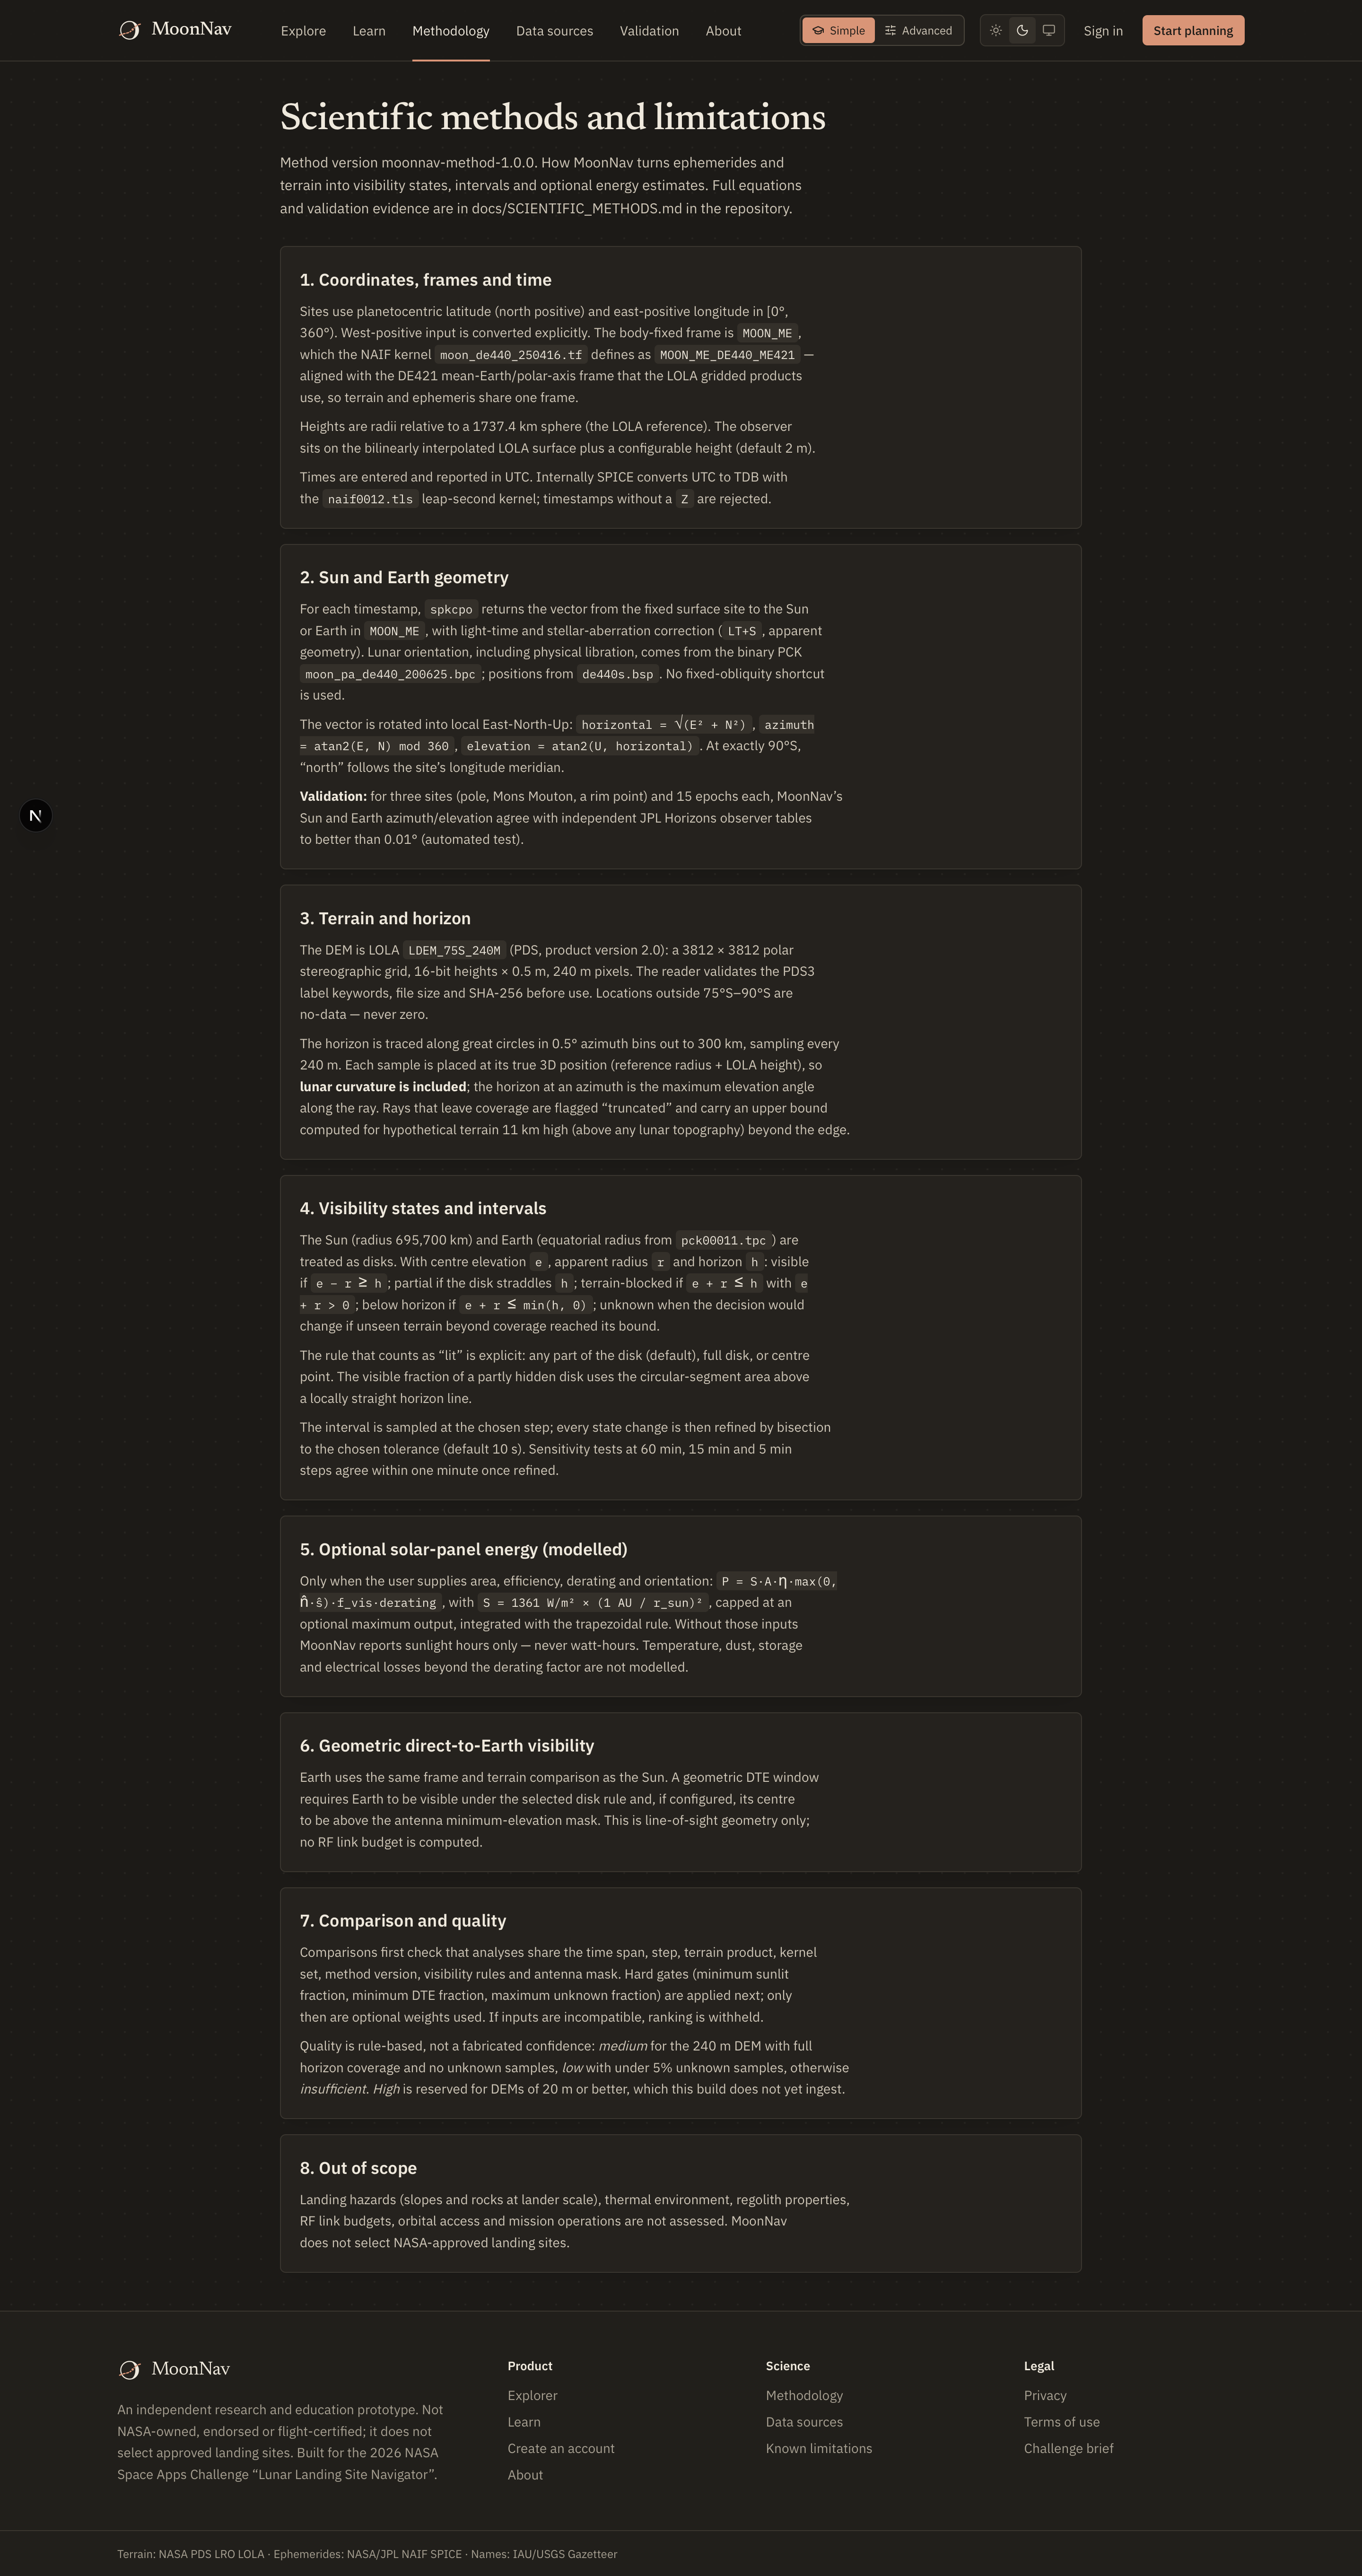 MoonNav
Explore
Learn
Methodology
Data sources
Validation
About
Simple
Advanced
Sign in
Start planning
Scientific methods and limitations
Method version moonnav-method-1.0.0. How MoonNav turns ephemerides and
terrain into visibility states, intervals and optional energy estimates. Full equations
and validation evidence are in docs/SCIENTIFIC_METHODS.md in the repository.
1. Coordinates, frames and time
Sites use planetocentric latitude (north positive) and east-positive longitude in [0°,
360°). West-positive input is converted explicitly. The body-fixed frame is MOON_ME,
which the NAIF kernel moon_de440_250416.tf defines as MOON_ME_DE440_ME421 —
aligned with the DE421 mean-Earth/polar-axis frame that the LOLA gridded products
use, so terrain and ephemeris share one frame.
Heights are radii relative to a 1737.4 km sphere (the LOLA reference). The observer
sits on the bilinearly interpolated LOLA surface plus a configurable height (default 2 m).
Times are entered and reported in UTC. Internally SPICE converts UTC to TDB with
the naif0012.tls leap-second kernel; timestamps without a Z are rejected.
2. Sun and Earth geometry
For each timestamp, spkcpo returns the vector from the fixed surface site to the Sun
or Earth in MOON_ME, with light-time and stellar-aberration correction (LT+S, apparent
geometry). Lunar orientation, including physical libration, comes from the binary PCK
moon_pa_de440_200625.bpc; positions from de440s.bsp. No fixed-obliquity shortcut
is used.
The vector is rotated into local East-North-Up: horizontal = √(E² + N²), azimuth
= atan2(E, N) mod 360, elevation = atan2(U, horizontal). At exactly 90°S,
“north” follows the site’s longitude meridian.
Validation: for three sites (pole, Mons Mouton, a rim point) and 15 epochs each, MoonNav’s
Sun and Earth azimuth/elevation agree with independent JPL Horizons observer tables
to better than 0.01° (automated test).
N
3. Terrain and horizon
The DEM is LOLA LDEM_75S_240M (PDS, product version 2.0): a 3812 × 3812 polar
stereographic grid, 16-bit heights × 0.5 m, 240 m pixels. The reader validates the PDS3
label keywords, file size and SHA-256 before use. Locations outside 75°S–90°S are
no-data — never zero.
The horizon is traced along great circles in 0.5° azimuth bins out to 300 km, sampling every
240 m. Each sample is placed at its true 3D position (reference radius + LOLA height), so
lunar curvature is included; the horizon at an azimuth is the maximum elevation angle
along the ray. Rays that leave coverage are flagged “truncated” and carry an upper bound
computed for hypothetical terrain 11 km high (above any lunar topography) beyond the edge.
4. Visibility states and intervals
The Sun (radius 695,700 km) and Earth (equatorial radius from pck00011.tpc) are
treated as disks. With centre elevation e, apparent radius r and horizon h: visible
if e − r ≥ h; partial if the disk straddles h; terrain-blocked if e + r ≤ h with e
+ r > 0; below horizon if e + r ≤ min(h, 0); unknown when the decision would
change if unseen terrain beyond coverage reached its bound.
The rule that counts as “lit” is explicit: any part of the disk (default), full disk, or centre
point. The visible fraction of a partly hidden disk uses the circular-segment area above
a locally straight horizon line.
The interval is sampled at the chosen step; every state change is then refined by bisection
to the chosen tolerance (default 10 s). Sensitivity tests at 60 min, 15 min and 5 min
steps agree within one minute once refined.
5. Optional solar-panel energy (modelled)
Only when the user supplies area, efficiency, derating and orientation: P = S·A·η·max(0,
n̂·ŝ)·f_vis·derating, with S = 1361 W/m² × (1 AU / r_sun)², capped at an
optional maximum output, integrated with the trapezoidal rule. Without those inputs
MoonNav reports sunlight hours only — never watt-hours. Temperature, dust, storage
and electrical losses beyond the derating factor are not modelled.
6. Geometric direct-to-Earth visibility
Earth uses the same frame and terrain comparison as the Sun. A geometric DTE window
requires Earth to be visible under the selected disk rule and, if configured, its centre
to be above the antenna minimum-elevation mask. This is line-of-sight geometry only;
no RF link budget is computed.
7. Comparison and quality
Comparisons first check that analyses share the time span, step, terrain product, kernel
set, method version, visibility rules and antenna mask. Hard gates (minimum sunlit
fraction, minimum DTE fraction, maximum unknown fraction) are applied next; only
then are optional weights used. If inputs are incompatible, ranking is withheld.
Quality is rule-based, not a fabricated confidence: medium for the 240 m DEM with full
horizon coverage and no unknown samples, low with under 5% unknown samples, otherwise
insufficient. High is reserved for DEMs of 20 m or better, which this build does not yet ingest.
8. Out of scope
Landing hazards (slopes and rocks at lander scale), thermal environment, regolith properties,
RF link budgets, orbital access and mission operations are not assessed. MoonNav
does not select NASA-approved landing sites.
MoonNav
An independent research and education prototype. Not
NASA-owned, endorsed or flight-certified; it does not
select approved landing sites. Built for the 2026 NASA
Space Apps Challenge “Lunar Landing Site Navigator”.
Product
Explorer
Learn
Create an account
About
Science
Methodology
Data sources
Known limitations
Legal
Privacy
Terms of use
Challenge brief
Terrain: NASA PDS LRO LOLA · Ephemerides: NASA/JPL NAIF SPICE · Names: IAU/USGS Gazetteer